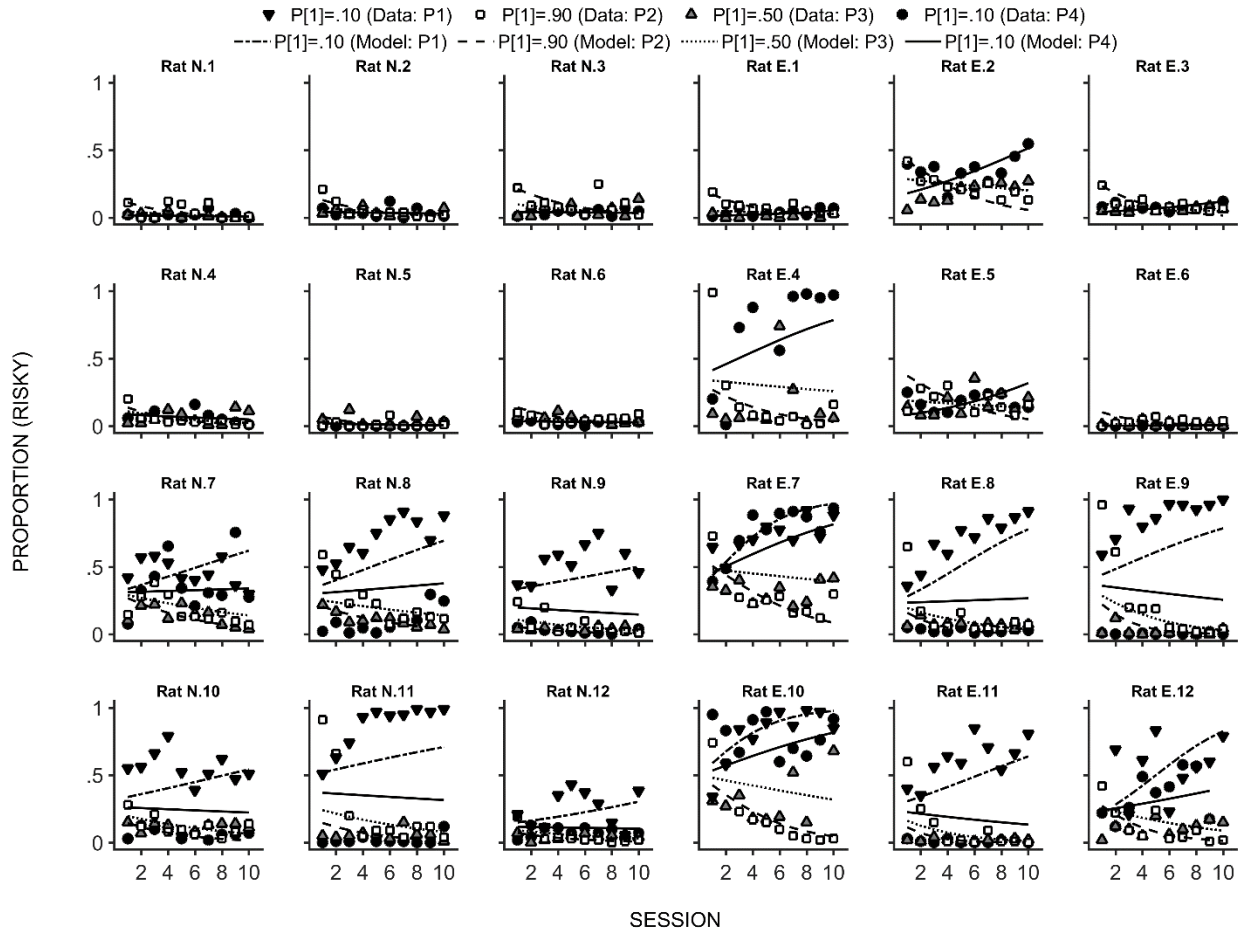 P[1]=.10 (Data: P1) P[1]=.90 (Data: P2) P[1]=.50 (Data: P3) P[1]=.10 (Data: P4)
P[1]=.10 (Model: P1) P[1]=.90 (Model: P2) P[1]=.50 (Model: P3) P[1]=.10 (Model: P4)
Rat N.1 Rat N.2 Rat N.3 Rat E.1 Rat E.2 Rat E.3
1
.5
0
Rat N.4 Rat N.5 Rat N.6 Rat E.4 Rat E.5 Rat E.6
1
.5
0
Rat N.7 Rat N.8 Rat N.9 Rat E.7 Rat E.8 Rat E.9
1
.5
0
Rat N.10 Rat N.11 Rat N.12 Rat E.10 Rat E.11 Rat E.12
1
.5
0
2 4 6 8 10 2 4 6 8 10 2 4 6 8 10 2 4 6 8 10 2 4 6 8 10 2 4 6 8 10
SESSION
PROPORTION (RISKY)